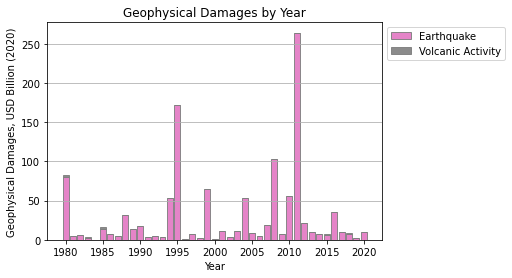 Geophysical Damages by Year
Geophysical Damages, USD Billion (2020)
250
200
150
100
50
0
1980 1985 1990 1995 2000 2005 2010 2015 2020
Year
Earthquake
Volcanic Activity